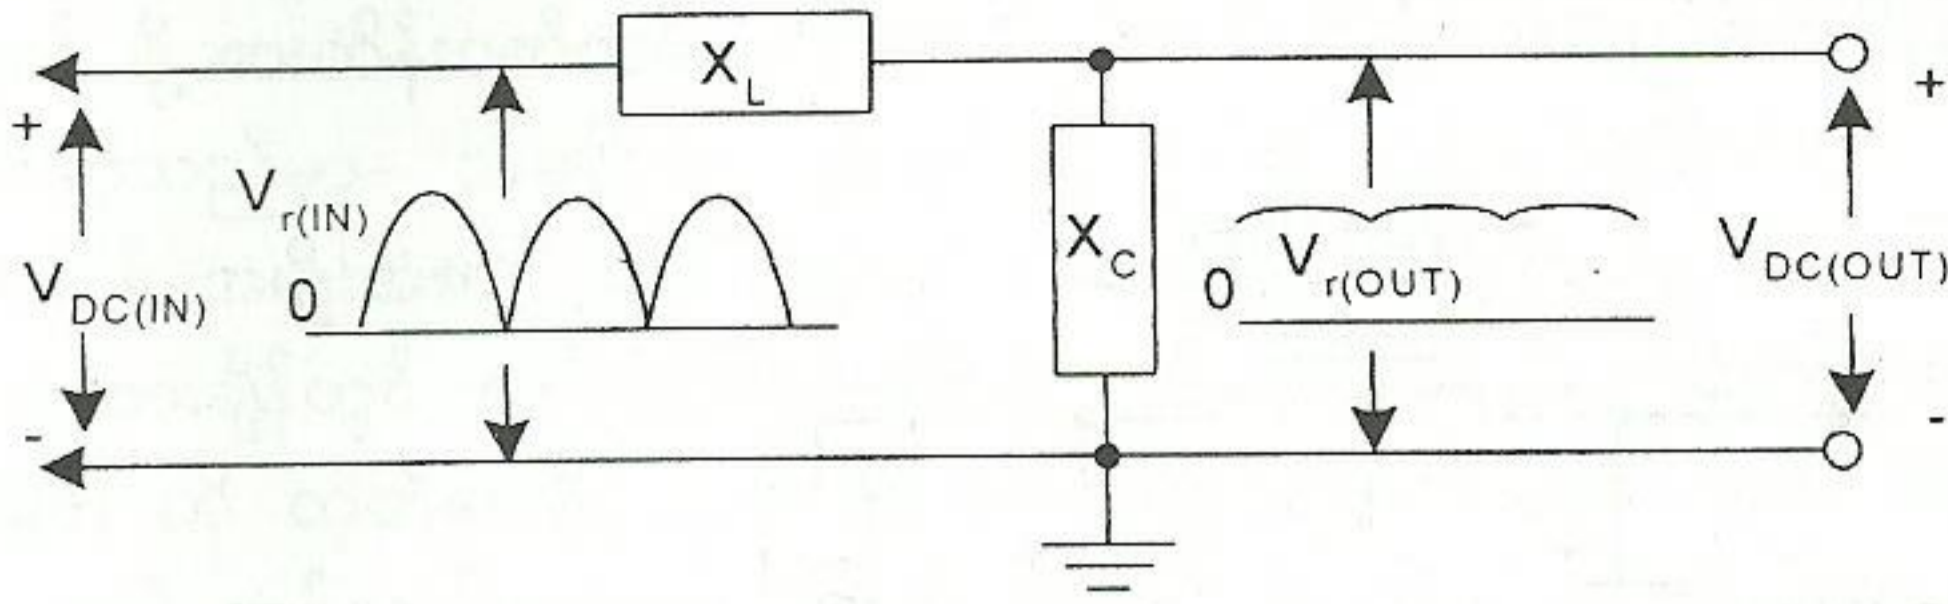 X_L
+
+
V_r(IN)
X_C
V_DC(IN)
0
0
V_r(OUT)
V_DC(OUT)
-
-